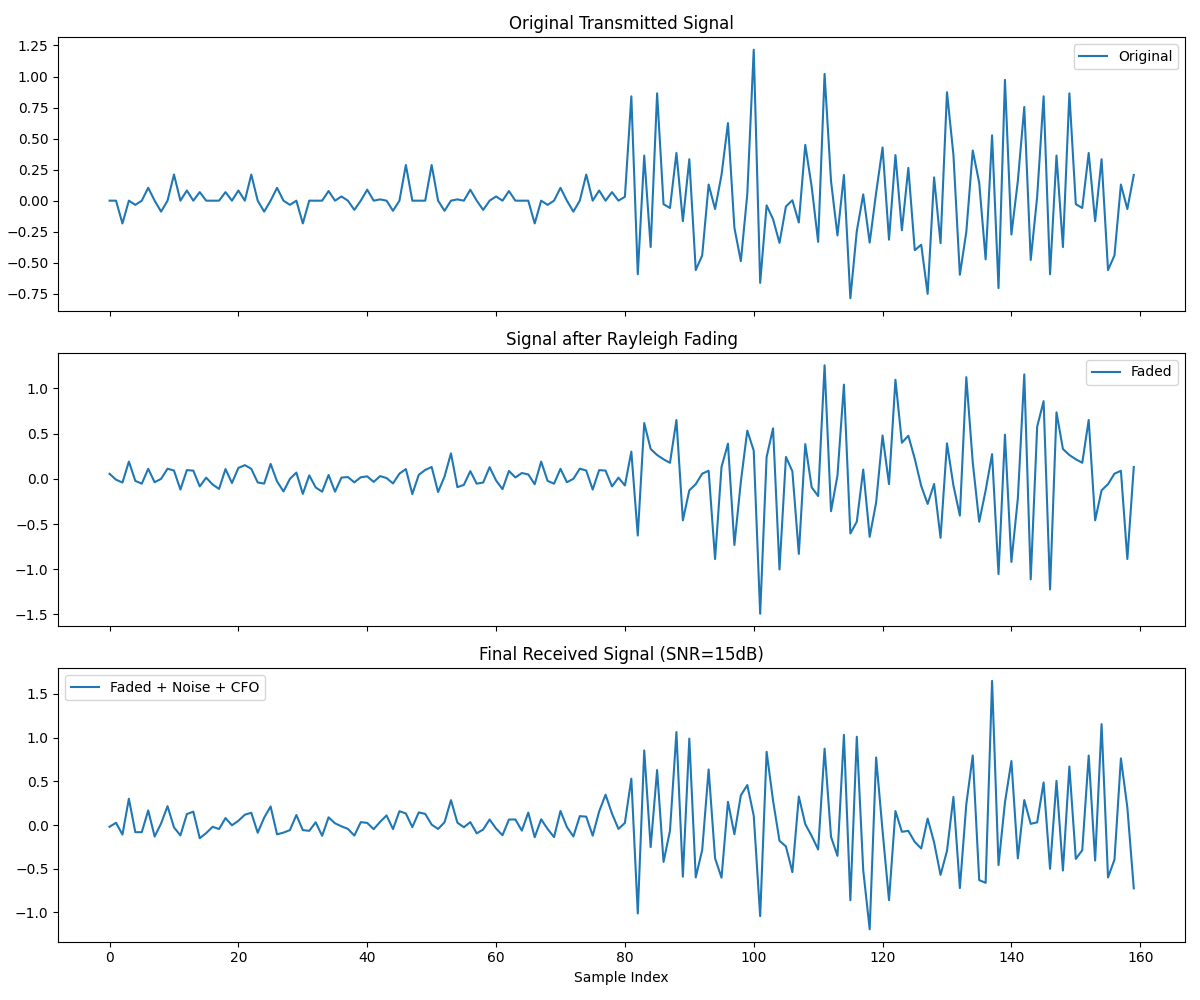 Original Transmitted Signal
1.25
1.00
0.75
0.50
0.25
0.00
−0.25
−0.50
−0.75
Original
Signal after Rayleigh Fading
1.0
0.5
0.0
−0.5
−1.0
−1.5
Faded
Final Received Signal (SNR=15dB)
1.5
1.0
0.5
0.0
−0.5
−1.0
Faded + Noise + CFO
0 20 40 60 80 100 120 140 160
Sample Index